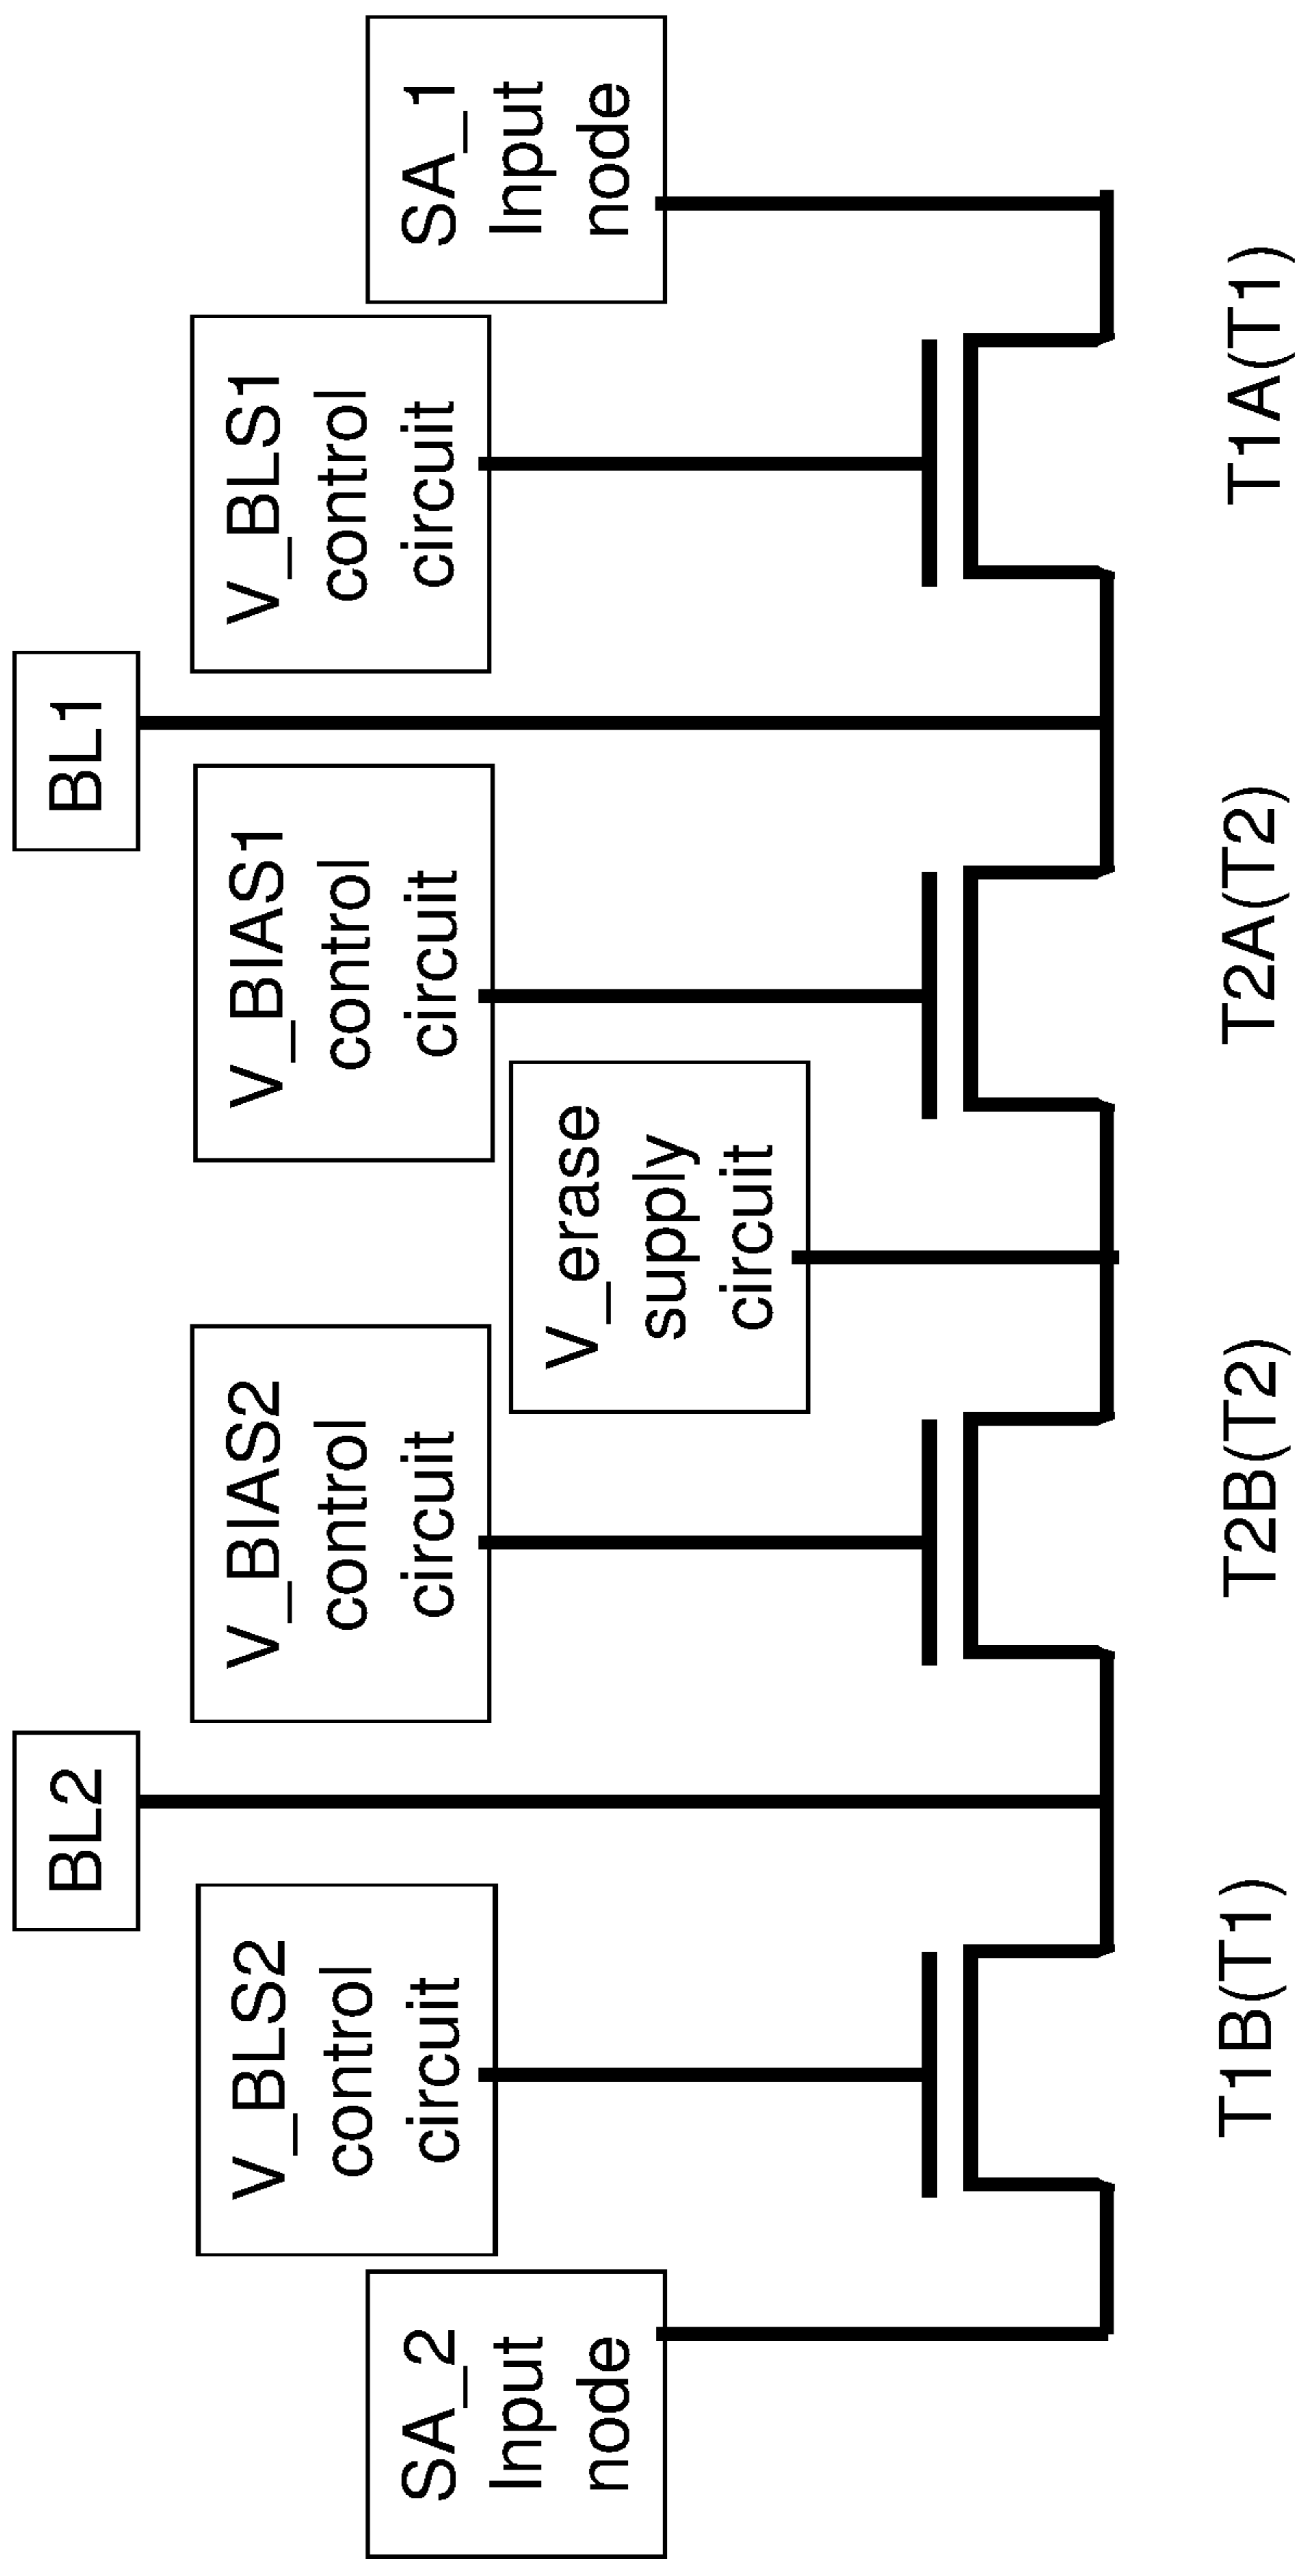 BL2
BL1
V_BLS2
control
circuit
V_BIAS2
control
circuit
V_BIAS1
control
circuit
V_BLS1
control
circuit
SA_2
Input
node
V_erase
supply
circuit
SA_1
Input
node
T1B(T1)
T2B(T2)
T2A(T2)
T1A(T1)